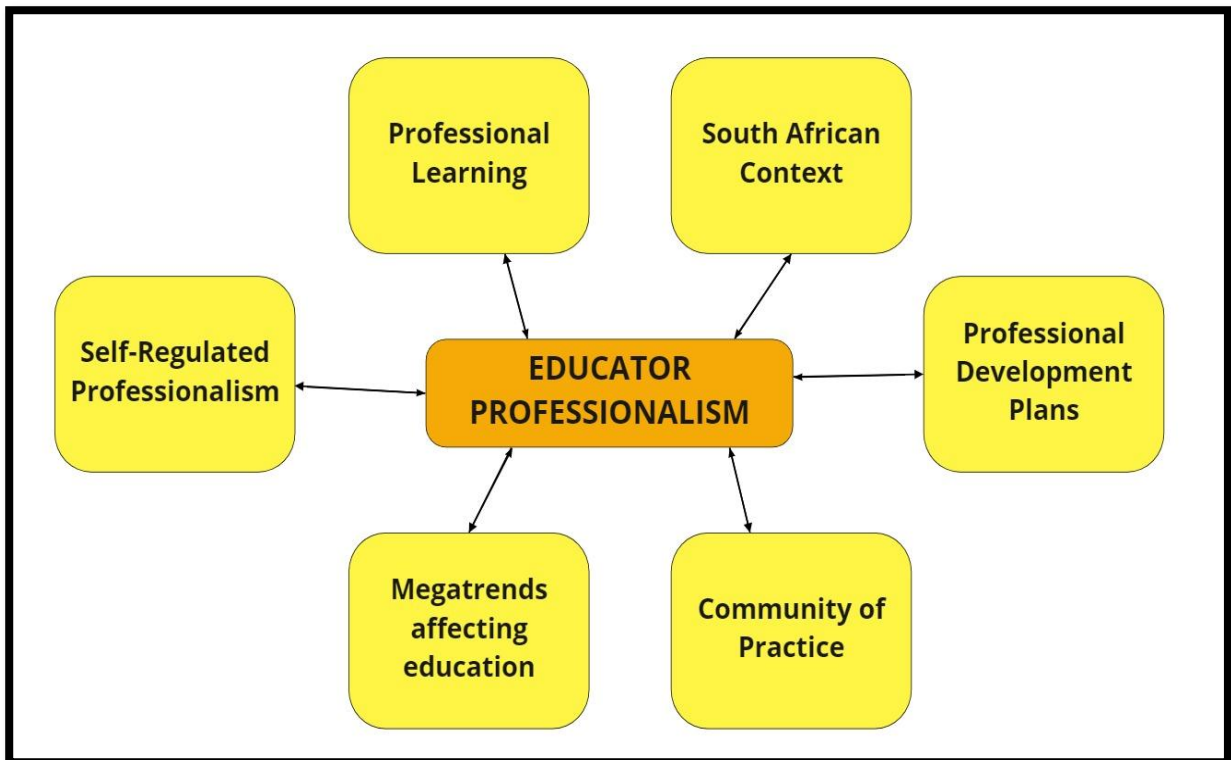 Professional
Learning
South African
Context
Self-Regulated
Professionalism
EDUCATOR
PROFESSIONALISM
Professional
Development
Plans
Megatrends
affecting
education
Community of
Practice